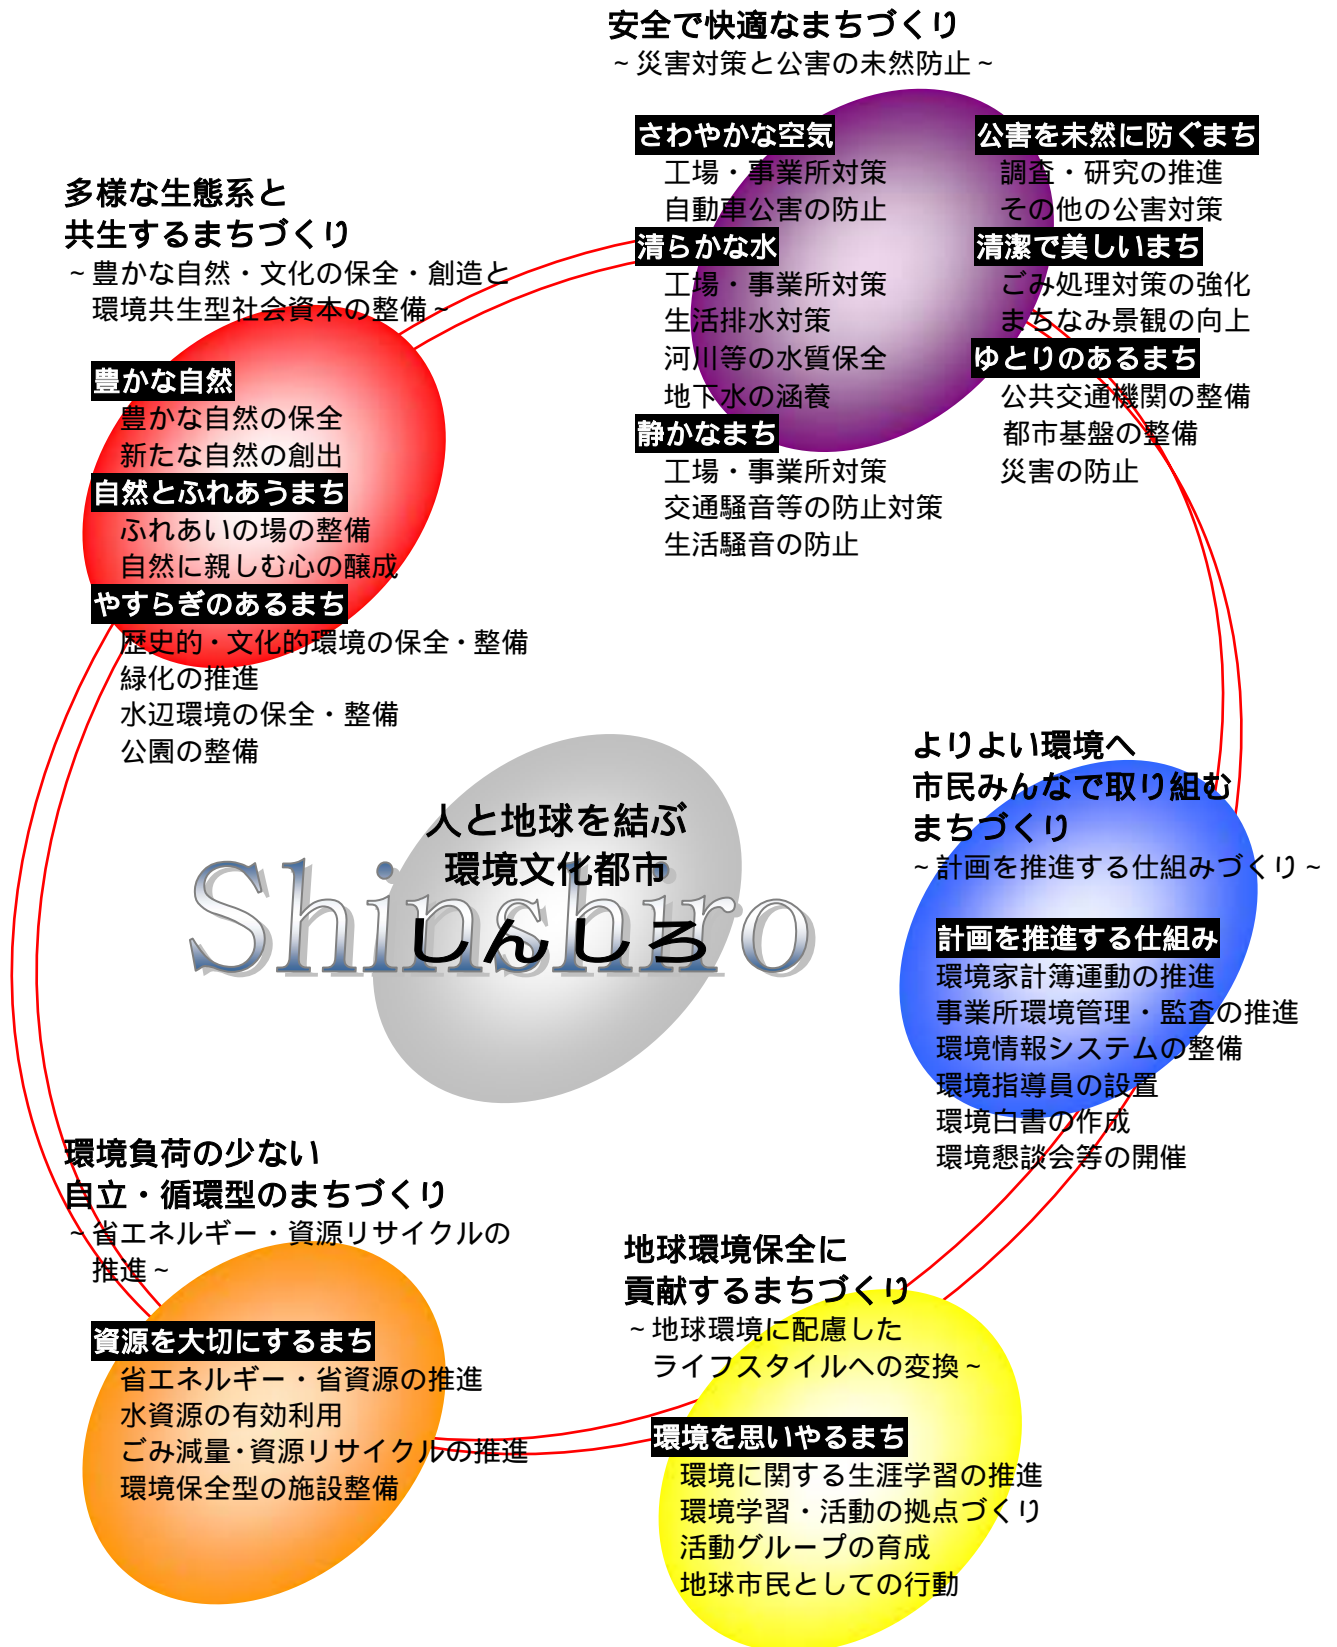 安全で快適なまちづくり
~災害対策と公害の未然防止~
さわやかな空気
工場・事業所対策
自動車公害の防止
清らかな水
工場・事業所対策
生活排水対策
河川等の水質保全
地下水の涵養
静かなまち
工場・事業所対策
交通騒音等の防止対策
生活騒音の防止
公害を未然に防ぐまち
調査・研究の推進
その他の公害対策
清潔で美しいまち
ごみ処理対策の強化
まちなみ景観の向上
ゆとりのあるまち
公共交通機関の整備
都市基盤の整備
災害の防止
多様な生態系と
共生するまちづくり
~豊かな自然・文化の保全・創造と
環境共生型社会資本の整備~
豊かな自然
豊かな自然の保全
新たな自然の創出
自然とふれあうまち
ふれあいの場の整備
自然に親しむ心の醸成
やすらぎのあるまち
歴史的・文化的環境の保全・整備
緑化の推進
水辺環境の保全・整備
公園の整備
人と地球を結ぶ
環境文化都市
Shinshiro
しんしろ
よりよい環境へ
市民みんなで取り組む
まちづくり
~計画を推進する仕組みづくり~
計画を推進する仕組み
環境家計簿運動の推進
事業所環境管理・監査の推進
環境情報システムの整備
環境指導員の設置
環境白書の作成
環境懇談会等の開催
環境負荷の少ない
自立・循環型のまちづくり
~省エネルギー・資源リサイクルの
推進~
資源を大切にするまち
省エネルギー・省資源の推進
水資源の有効利用
ごみ減量・資源リサイクルの推進
環境保全型の施設整備
地球環境保全に
貢献するまちづくり
~地球環境に配慮した
ライフスタイルへの変換~
環境を思いやるまち
環境に関する生涯学習の推進
環境学習・活動の拠点づくり
活動グループの育成
地球市民としての行動